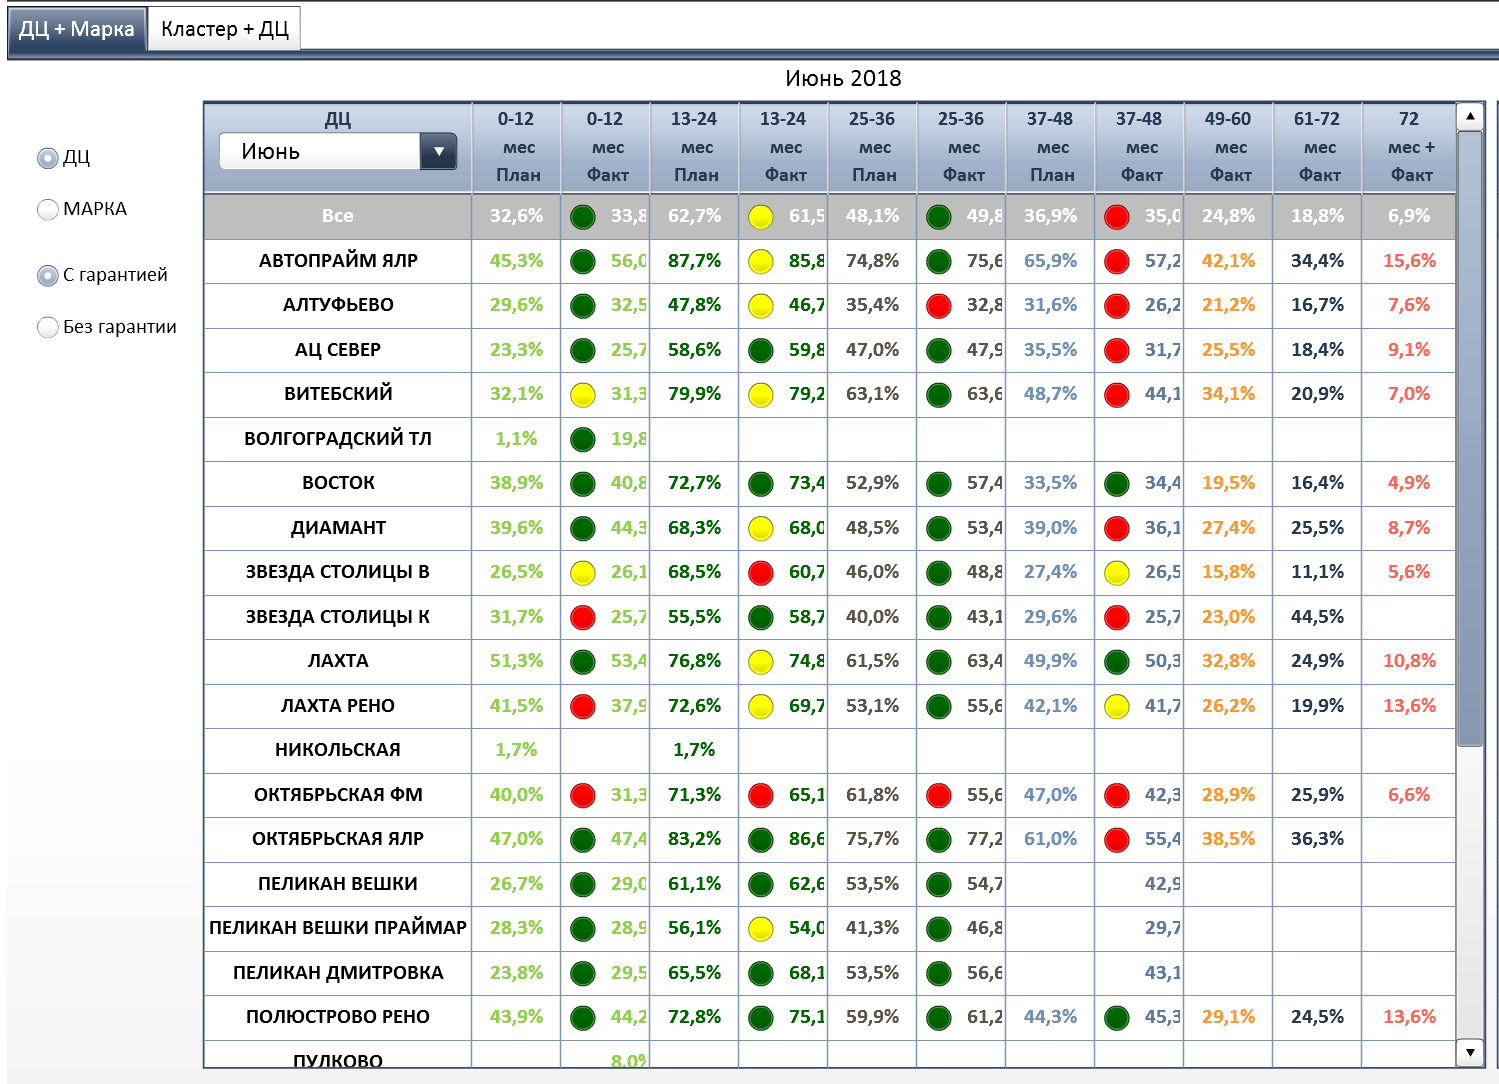 ДЦ + Марка Кластер + ДЦ
Июнь 2018
ДЦ
МАРКА
С гарантией
Без гарантии
ДЦ 0-12 0-12 13-24 13-24 25-36 25-36 37-48 37-48 49-60 61-72 72
Июнь мес мес мес мес мес мес мес мес мес мес мес +
План Факт План Факт План Факт План Факт Факт Факт Факт
Все 32,6% 33,8 62,7% 61,5 48,1% 49,8 36,9% 35,0 24,8% 18,8% 6,9%
АВТОПРАЙМ ЯЛР 45,3% 56,0 87,7% 85,8 74,8% 75,6 65,9% 57,2 42,1% 34,4% 15,6%
АЛТУФЬЕВО 29,6% 32,5 47,8% 46,7 35,4% 32,8 31,6% 26,2 21,2% 16,7% 7,6%
АЦ СЕВЕР 23,3% 25,7 58,6% 59,8 47,0% 47,9 35,5% 31,7 25,5% 18,4% 9,1%
ВИТЕБСКИЙ 32,1% 31,3 79,9% 79,2 63,1% 63,6 48,7% 44,1 34,1% 20,9% 7,0%
ВОЛГОГРАДСКИЙ ТЛ 1,1% 19,8
ВОСТОК 38,9% 40,8 72,7% 73,4 52,9% 57,4 33,5% 34,4 19,5% 16,4% 4,9%
ДИАМАНТ 39,6% 44,3 68,3% 68,0 48,5% 53,4 39,0% 36,1 27,4% 25,5% 8,7%
ЗВЕЗДА СТОЛИЦЫ В 26,5% 26,1 68,5% 60,7 46,0% 48,8 27,4% 26,5 15,8% 11,1% 5,6%
ЗВЕЗДА СТОЛИЦЫ К 31,7% 25,7 55,5% 58,7 40,0% 43,1 29,6% 25,7 23,0% 44,5%
ЛАХТА 51,3% 53,4 76,8% 74,8 61,5% 63,4 49,9% 50,3 32,8% 24,9% 10,8%
ЛАХТА РЕНО 41,5% 37,9 72,6% 69,7 53,1% 55,6 42,1% 41,7 26,2% 19,9% 13,6%
НИКОЛЬСКАЯ 1,7% 1,7%
ОКТЯБРЬСКАЯ ФМ 40,0% 31,3 71,3% 65,1 61,8% 55,6 47,0% 42,3 28,9% 25,9% 6,6%
ОКТЯБРЬСКАЯ ЯЛР 47,0% 47,4 83,2% 86,6 75,7% 77,2 61,0% 55,4 38,5% 36,3%
ПЕЛИКАН ВЕШКИ 26,7% 29,0 61,1% 62,6 53,5% 54,7 42,9
ПЕЛИКАН ВЕШКИ ПРАЙМАР 28,3% 28,9 56,1% 54,0 41,3% 46,8 29,7
ПЕЛИКАН ДМИТРОВКА 23,8% 29,5 65,5% 68,1 53,5% 56,6 43,1
ПОЛЮСТРОВО РЕНО 43,9% 44,2 72,8% 75,1 59,9% 61,2 44,3% 45,3 29,1% 24,5% 13,6%
ПУЛКОВО 8,0%